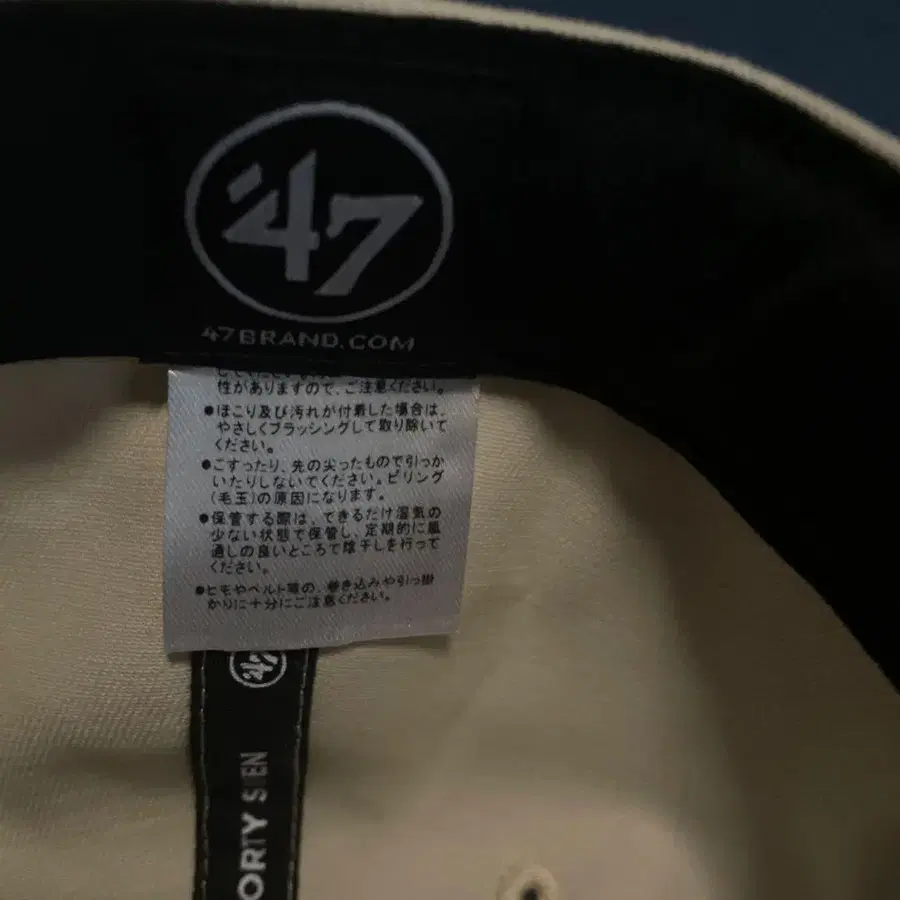 '47
47BRAND.COM
性がありますので、ご注意ください。
●ほこり及び汚れが付着した場合は、
やさしくブラッシングして取り除いて
ください。
●こすったり、先の尖ったもので引っか
いたりしないでください。ピリング
(毛玉)の原因になります。
●保管する際は、できるだけ湿気の
少ない状態で保管し、定期的に風
通しの良いところで陰干しを行って
ください。
●ヒモやベルト等の、巻き込みや引っ掛
かりに十分にご注意ください。
'47
ORTY SEVEN